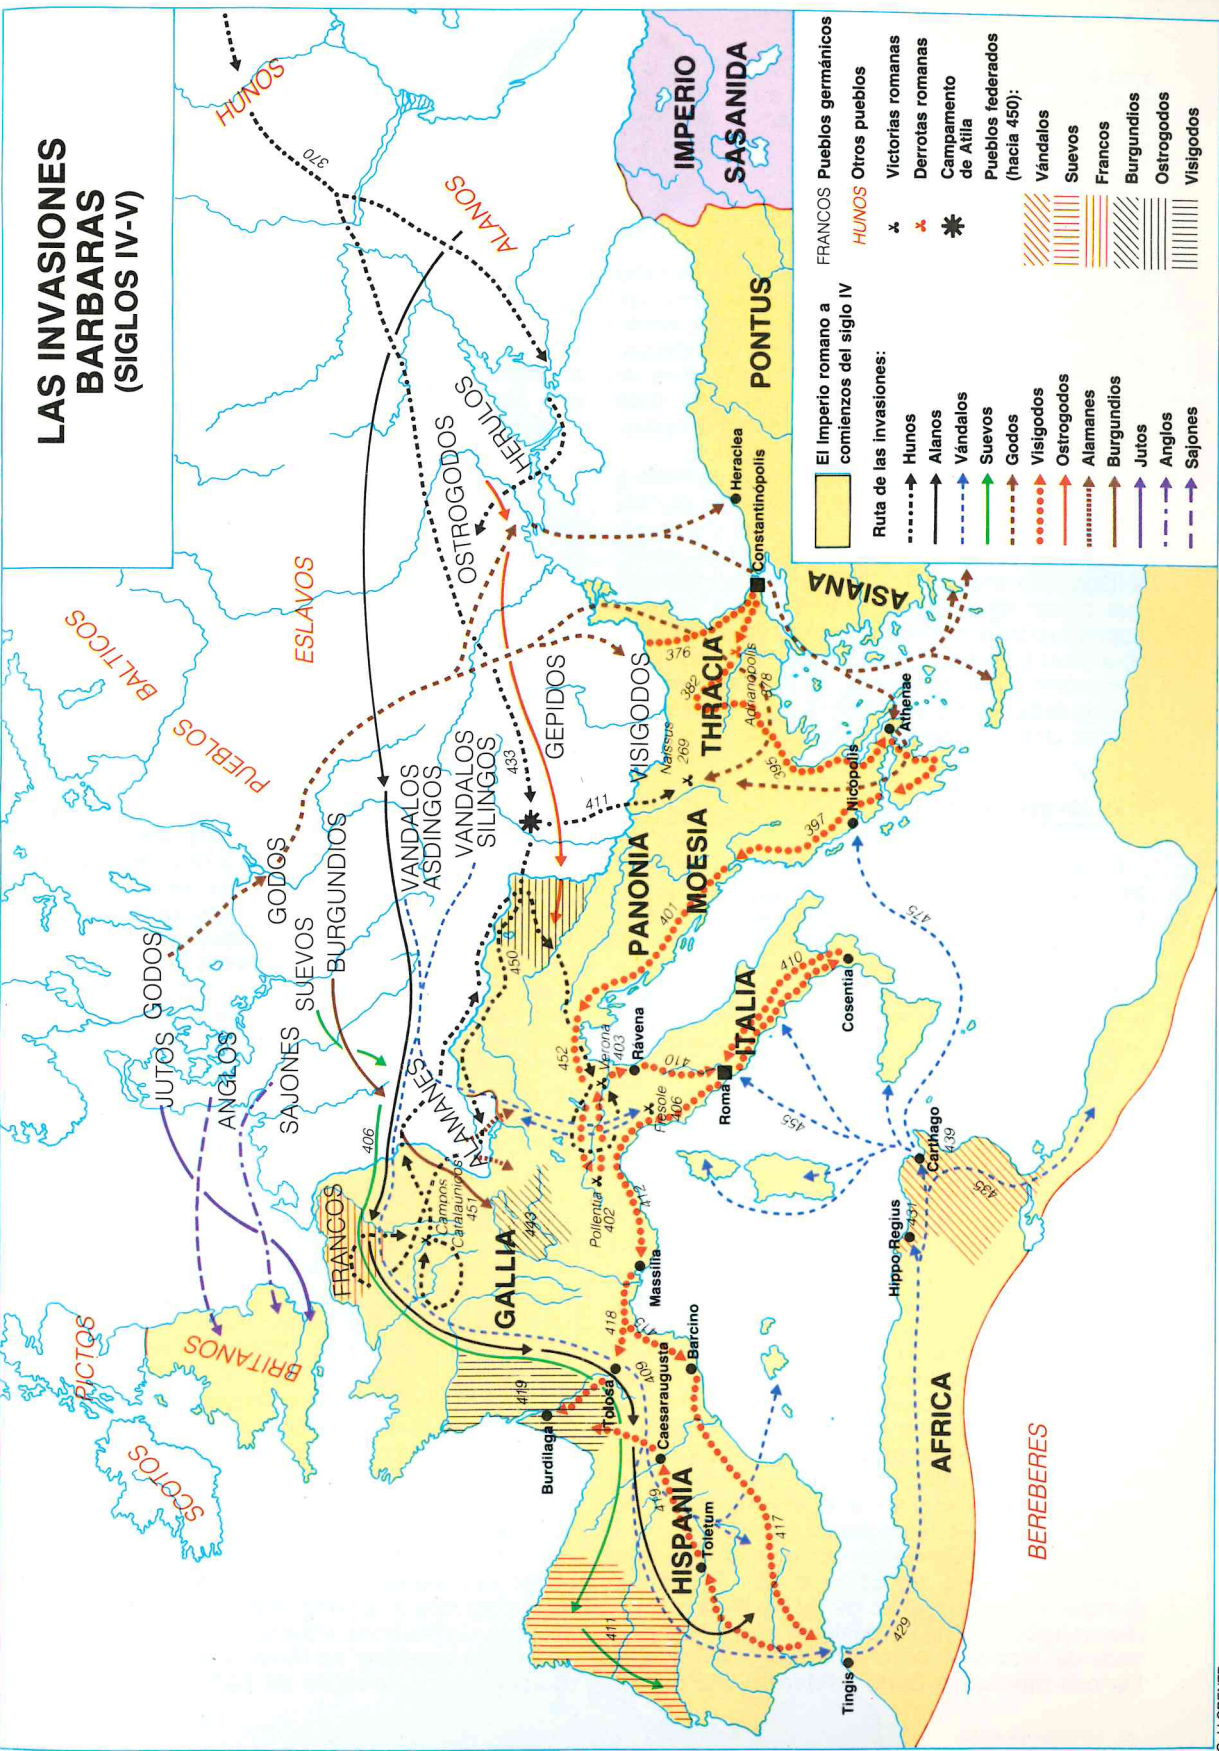 LAS INVASIONES
BARBARAS
(SIGLOS IV-V)
HUNOS
370
ALANOS
IMPERIO
SASANIDA
PUEBLOS BALTICOS
ESLAVOS
HERULOS
OSTROGODOS
PONTUS
Heraclea
Constantinópolis
ASIANA
GEPIDOS
VISIGODOS
376
382
THRACIA
Adrianópolis
378
Naissus
269
395
Athenae
Nicópolis
397
MOESIA
PANONIA
401
411
433
VANDALOS
SILINGOS
VANDALOS
ASDINGOS
BURGUNDIOS
GODOS
SUEVOS
GODOS
JUTOS
ANGLOS
SAJONES
406
ALAMANES
450
452
Verona
403
Rávena
410
ITALIA
410
Cosentia
Roma
Fiesole
406
455
475
Carthago
439
435
Hippo Regius
431
Pollentia
402
412
Massilia
443
GALLIA
Campos
Catalaunicos
451
FRANCOS
BRITANOS
PICTOS
SCOTOS
418
415
409
Barcino
Caesaraugusta
Tolosa
419
Burdilaga
419
HISPANIA
Toletum
417
411
Tingis
429
AFRICA
BEREBERES
El Imperio romano a
comienzos del siglo IV
Ruta de las invasiones:
Hunos
Alanos
Vándalos
Suevos
Godos
Visigodos
Ostrogodos
Alamanes
Burgundios
Jutos
Anglos
Sajones
FRANCOS Pueblos germánicos
HUNOS Otros pueblos
Victorias romanas
Derrotas romanas
Campamento
de Atila
Pueblos federados
(hacia 450):
Vándalos
Suevos
Francos
Burgundios
Ostrogodos
Visigodos